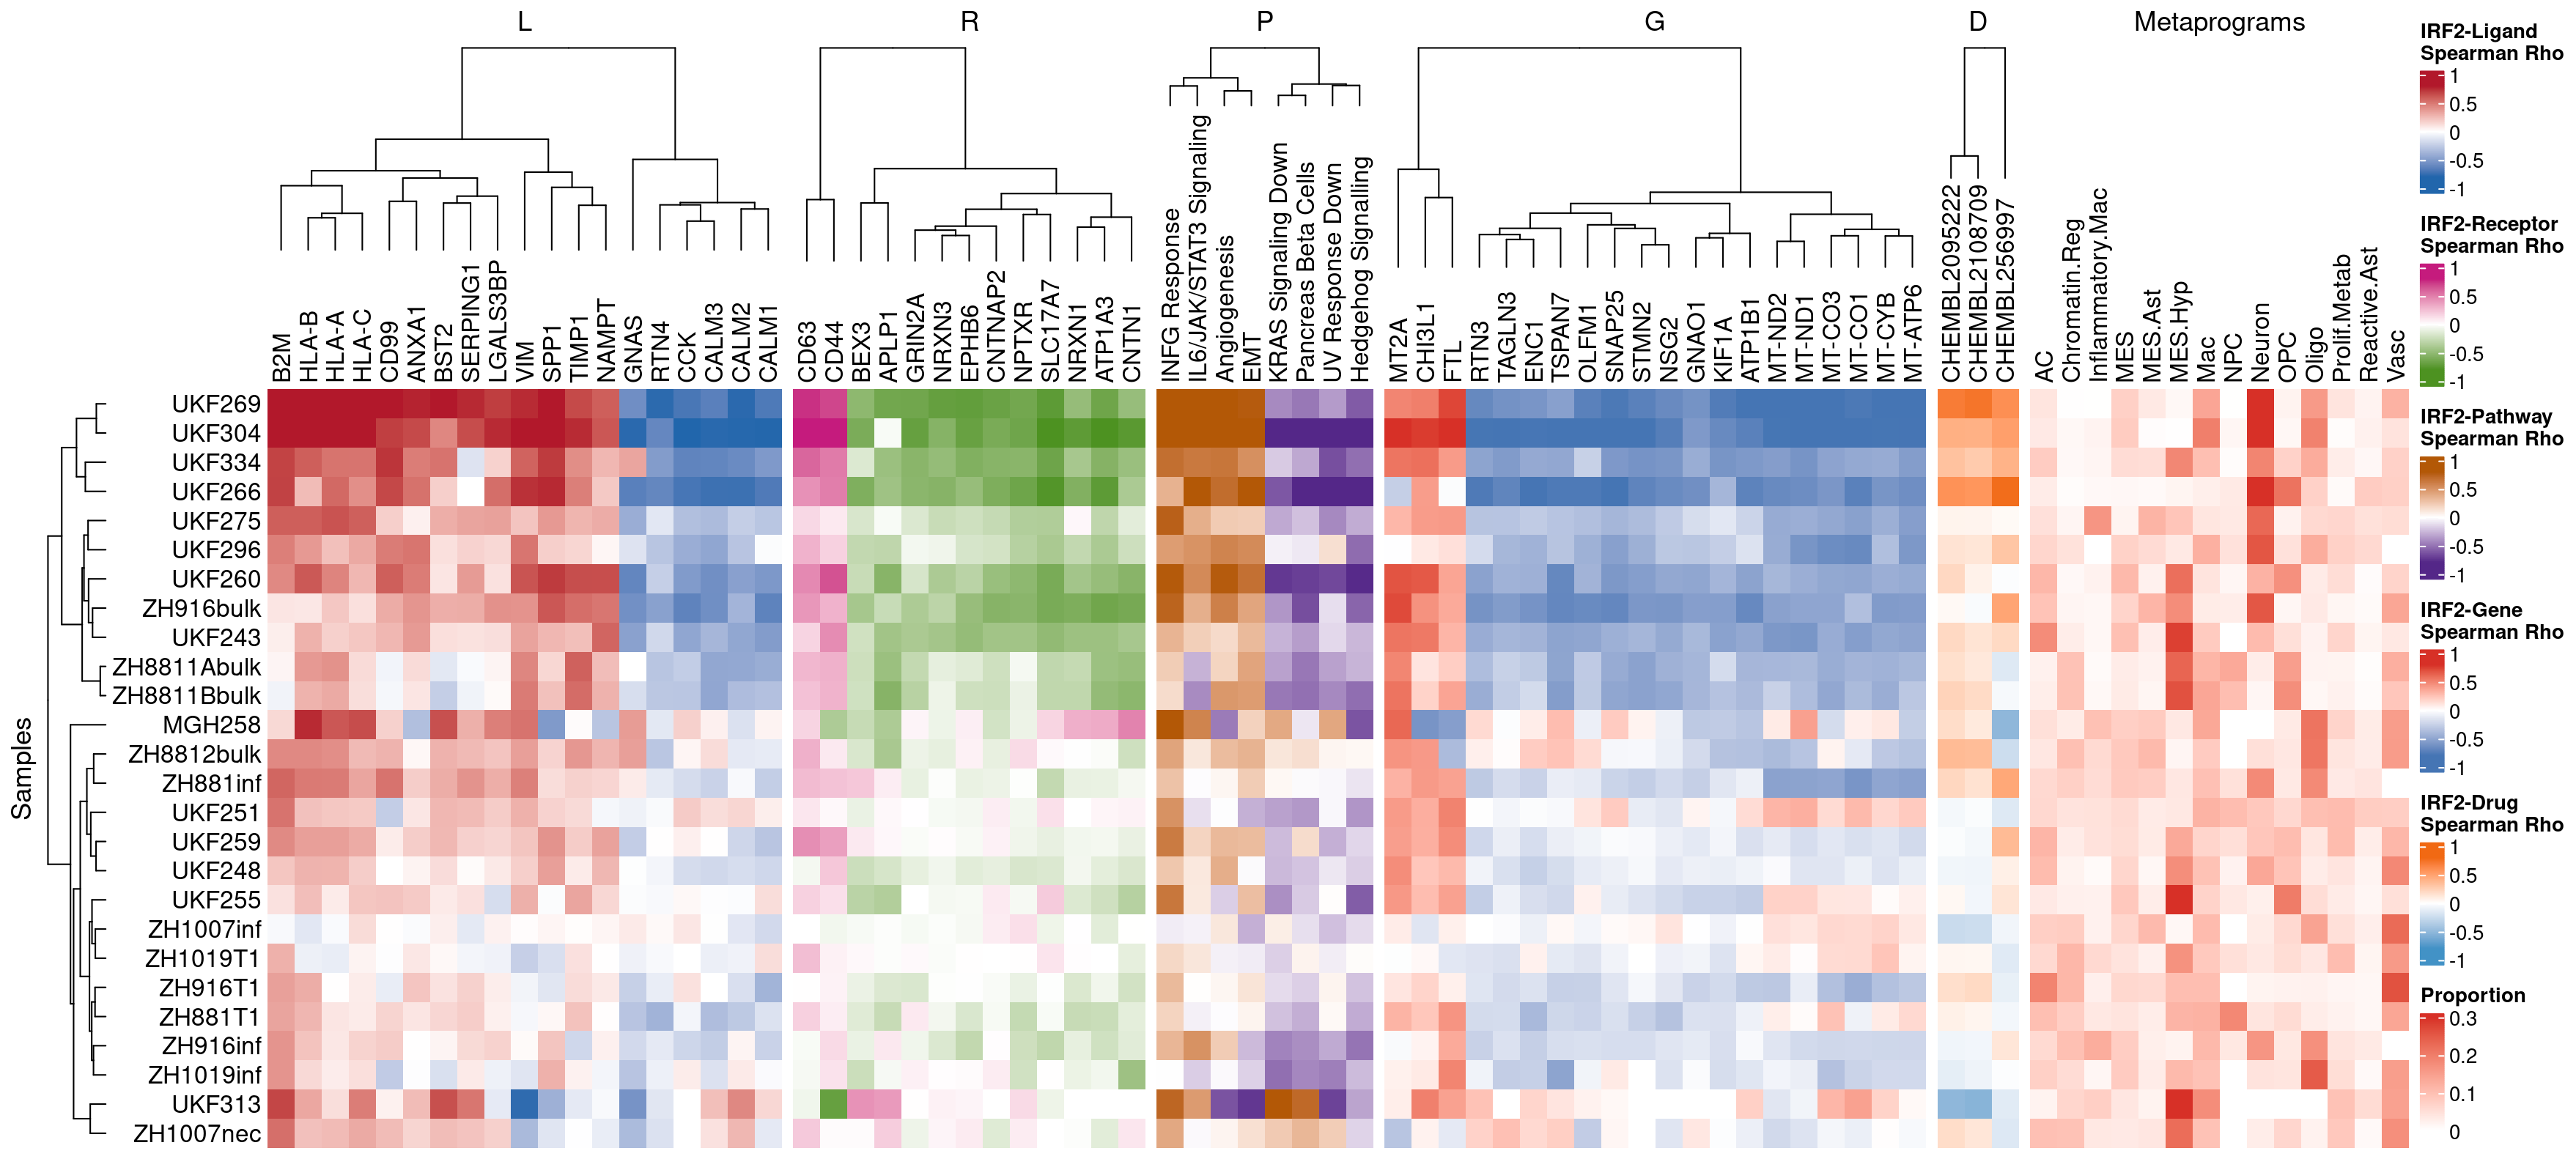 L
R
P
G
D
Metaprograms
B2M
HLA-B
HLA-A
HLA-C
CD99
ANXA1
BST2
SERPING1
LGALS3BP
VIM
SPP1
TIMP1
NAMPT
GNAS
RTN4
CCK
CALM3
CALM2
CALM1
CD63
CD44
BEX3
APLP1
GRIN2A
NRXN3
EPHB6
CNTNAP2
NPTXR
SLC17A7
NRXN1
ATP1A3
CNTN1
INFG Response
IL6/JAK/STAT3 Signaling
Angiogenesis
EMT
KRAS Signaling Down
Pancreas Beta Cells
UV Response Down
Hedgehog Signalling
MT2A
CHI3L1
FTL
RTN3
TAGLN3
ENC1
TSPAN7
OLFM1
SNAP25
STMN2
NSG2
GNAO1
KIF1A
ATP1B1
MT-ND2
MT-ND1
MT-CO3
MT-CO1
MT-CYB
MT-ATP6
CHEMBL2095222
CHEMBL2108709
CHEMBL256997
AC
Chromatin.Reg
Inflammatory.Mac
MES
MES.Ast
MES.Hyp
Mac
NPC
Neuron
OPC
Oligo
Prolif.Metab
Reactive.Ast
Vasc
Samples
UKF269
UKF304
UKF334
UKF266
UKF275
UKF296
UKF260
ZH916bulk
UKF243
ZH8811Abulk
ZH8811Bbulk
MGH258
ZH8812bulk
ZH881inf
UKF251
UKF259
UKF248
UKF255
ZH1007inf
ZH1019T1
ZH916T1
ZH881T1
ZH916inf
ZH1019inf
UKF313
ZH1007nec
IRF2-Ligand
Spearman Rho
1
0.5
0
-0.5
-1
IRF2-Receptor
Spearman Rho
1
0.5
0
-0.5
-1
IRF2-Pathway
Spearman Rho
1
0.5
0
-0.5
-1
IRF2-Gene
Spearman Rho
1
0.5
0
-0.5
-1
IRF2-Drug
Spearman Rho
1
0.5
0
-0.5
-1
Proportion
0.3
0.2
0.1
0